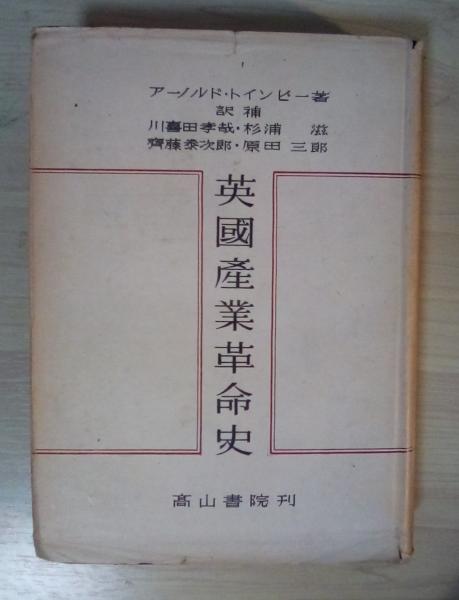 アーノルド・トインビー著
訳補
川喜田孝哉・杉浦 滋
齊藤泰次郎・原田三郎
英國產業革命史
髙山書院刊